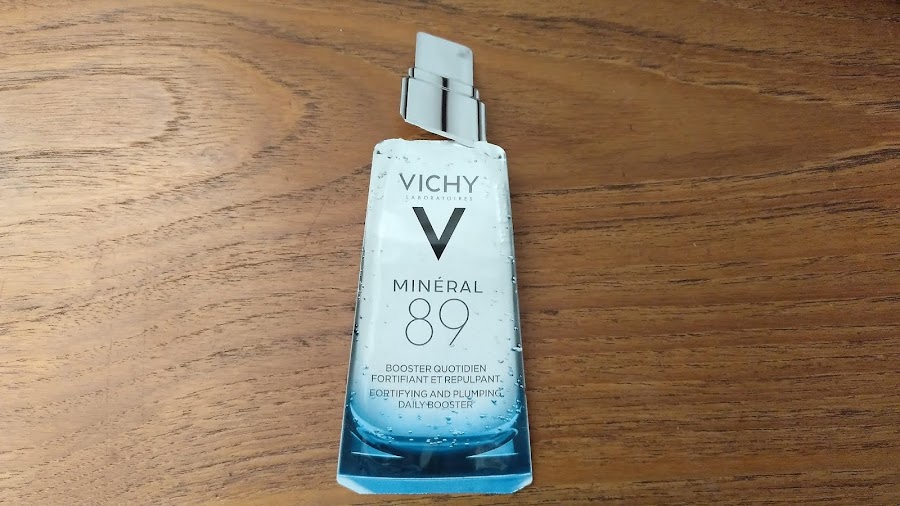 VICHY
LABORATOIRES
V
MINÉRAL
89
BOOSTER QUOTIDIEN
FORTIFIANT ET REPULPANT
FORTIFYING AND PLUMPING
DAILY BOOSTER